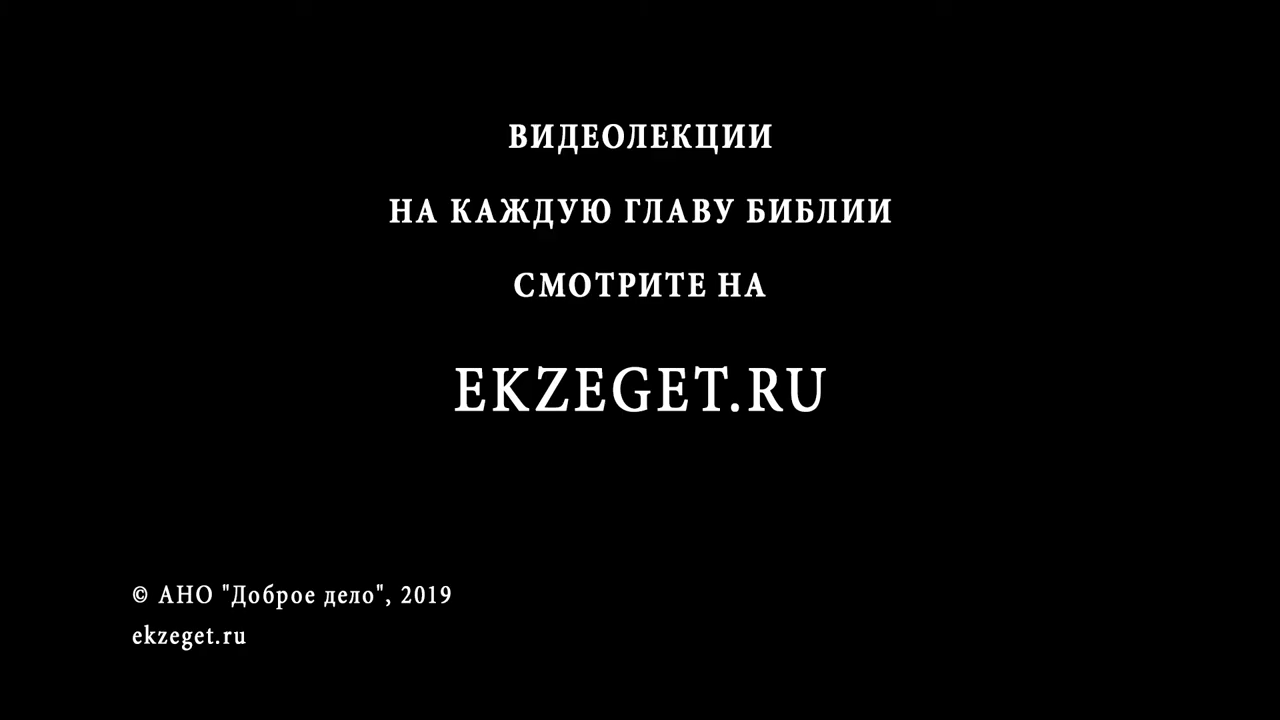 ВИДЕОЛЕКЦИИ
НА КАЖДУЮ ГЛАВУ БИБЛИИ
СМОТРИТЕ НА
EKZEGET.RU
© АНО "Доброе дело", 2019
ekzeget.ru